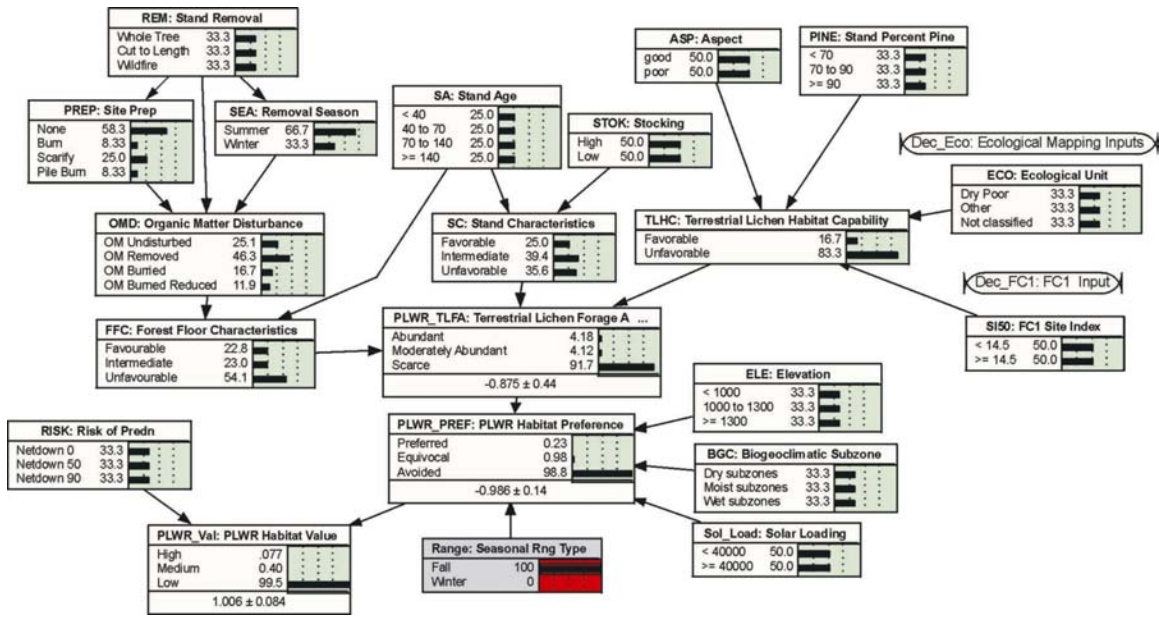 REM: Stand Removal
Whole Tree 33.3
Cut to Length 33.3
Wildfire 33.3
ASP: Aspect
good 50.0
poor 50.0
PINE: Stand Percent Pine
< 70 33.3
70 to 90 33.3
>= 90 33.3
PREP: Site Prep
None 58.3
Burn 8.33
Scarify 25.0
Pile Burn 8.33
SEA: Removal Season
Summer 66.7
Winter 33.3
SA: Stand Age
< 40 25.0
40 to 70 25.0
70 to 140 25.0
>= 140 25.0
STOK: Stocking
High 50.0
Low 50.0
Dec_Eco: Ecological Mapping Inputs
ECO: Ecological Unit
Dry Poor 33.3
Other 33.3
Not classified 33.3
OMD: Organic Matter Disturbance
OM Undisturbed 25.1
OM Removed 46.3
OM Burried 16.7
OM Burned Reduced 11.9
SC: Stand Characteristics
Favorable 25.0
Intermediate 39.4
Unfavorable 35.6
TLHC: Terrestrial Lichen Habitat Capability
Favorable 16.7
Unfavorable 83.3
Dec_FC1: FC1 Input
SI50: FC1 Site Index
< 14.5 50.0
>= 14.5 50.0
FFC: Forest Floor Characteristics
Favourable 22.8
Intermediate 23.0
Unfavourable 54.1
PLWR_TLFA: Terrestrial Lichen Forage A ...
Abundant 4.18
Moderately Abundant 4.12
Scarce 91.7
-0.875 ± 0.44
ELE: Elevation
< 1000 33.3
1000 to 1300 33.3
>= 1300 33.3
RISK: Risk of Predn
Netdown 0 33.3
Netdown 50 33.3
Netdown 90 33.3
PLWR_PREF: PLWR Habitat Preference
Preferred 0.23
Equivocal 0.98
Avoided 98.8
-0.986 ± 0.14
BGC: Biogeoclimatic Subzone
Dry subzones 33.3
Moist subzones 33.3
Wet subzones 33.3
PLWR_Val: PLWR Habitat Value
High .077
Medium 0.40
Low 99.5
1.006 ± 0.084
Range: Seasonal Rng Type
Fall 100
Winter 0
Sol_Load: Solar Loading
< 40000 50.0
>= 40000 50.0